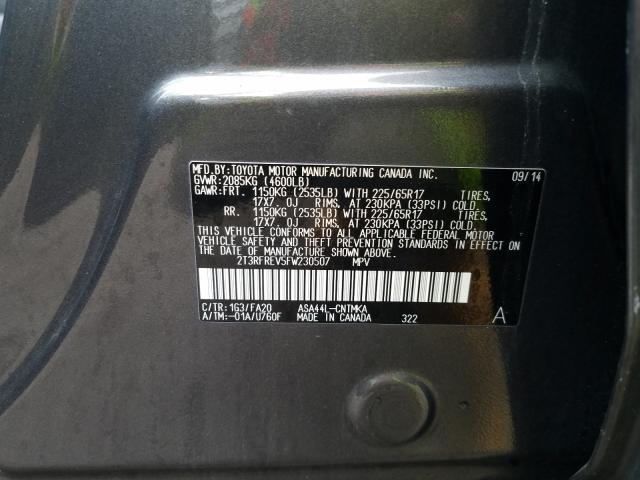 MFD.BY:TOYOTA MOTOR MANUFACTURING CANADA INC. 09/14
GVWR:2085KG (4600LB)
GAWR:FRT. 1150KG (2535LB) WITH 225/65R17 TIRES,
17X7. 0J RIMS, AT 230KPA (33PSI) COLD
RR. 1150KG (2535LB) WITH 225/65R17 TIRES,
17X7. 0J RIMS, AT 230KPA (33PSI) COLD.
THIS VEHICLE CONFORMS TO ALL APPLICABLE FEDERAL MOTOR
VEHICLE SAFETY AND THEFT PREVENTION STANDARDS IN EFFECT ON
THE DATE OF MANUFACTURE SHOWN ABOVE.
2T3RFREV5FW230507 MPV
C/TR:1G3/FA20 ASA44L-CNTMKA
A/TM:-01A/U760F MADE IN CANADA 322 A